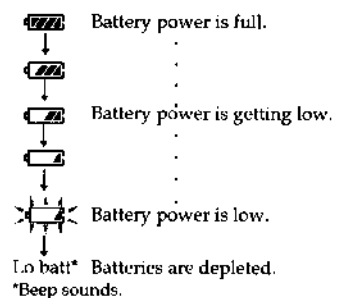 Battery power is full.
Battery power is getting low.
Battery power is low.
Lo batt* Batteries are depleted.
*Beep sounds.